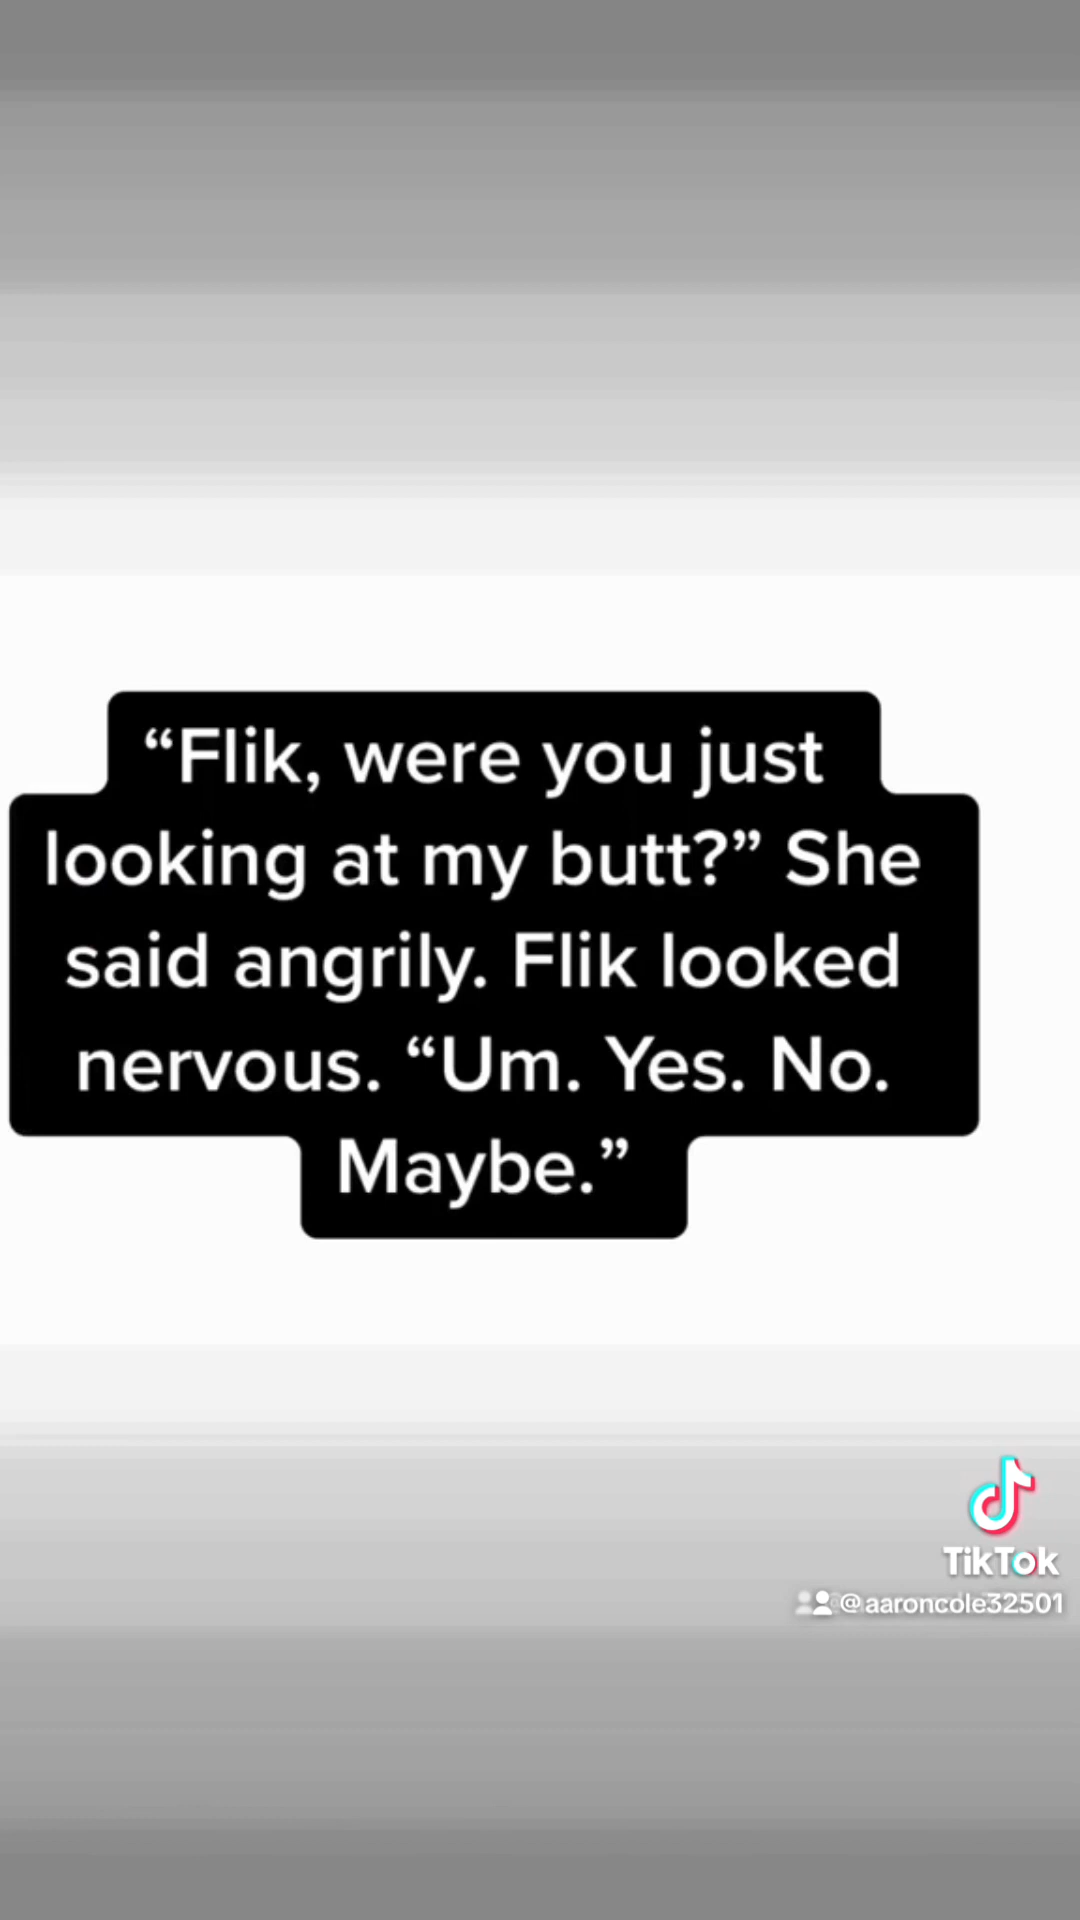 “Flik, were you just
looking at my butt?” She
said angrily. Flik looked
nervous. “Um. Yes. No.
Maybe.”
TikTok
@aaroncole32501